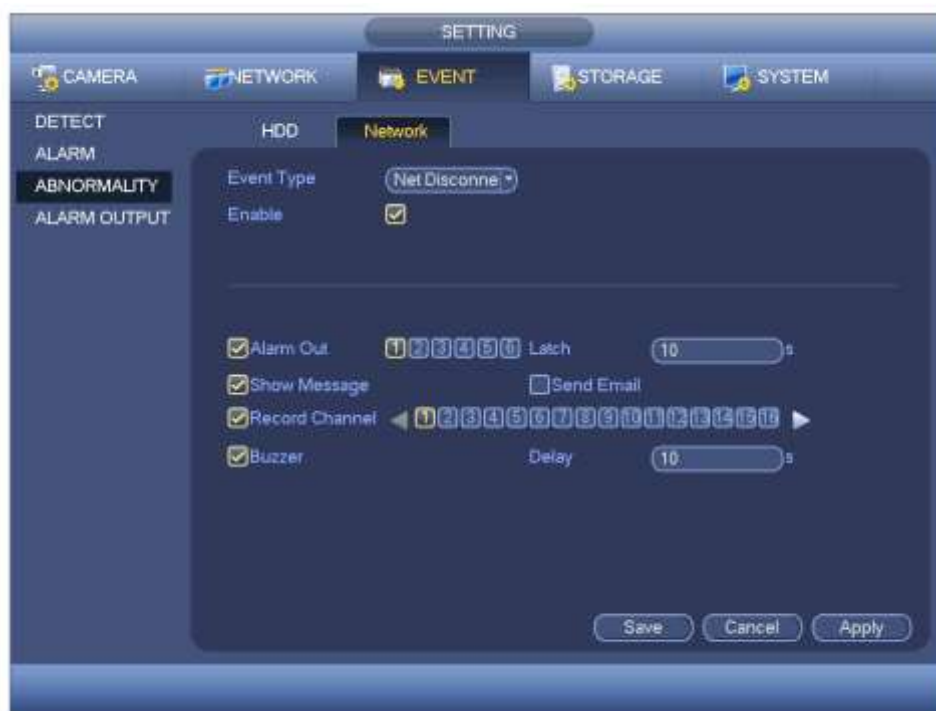 SETTING
CAMERA NETWORK EVENT STORAGE SYSTEM
DETECT
ALARM
ABNORMALITY
ALARM OUTPUT
HDD Network
Event Type Net Disconne
Enable
Alarm Out 1 2 3 4 5 6 Latch 10 s
Show Message Send Email
Record Channel 1 2 3 4 5 6 7 8 9 10 11 12 13 14 15 16
Buzzer Delay 10 s
Save Cancel Apply